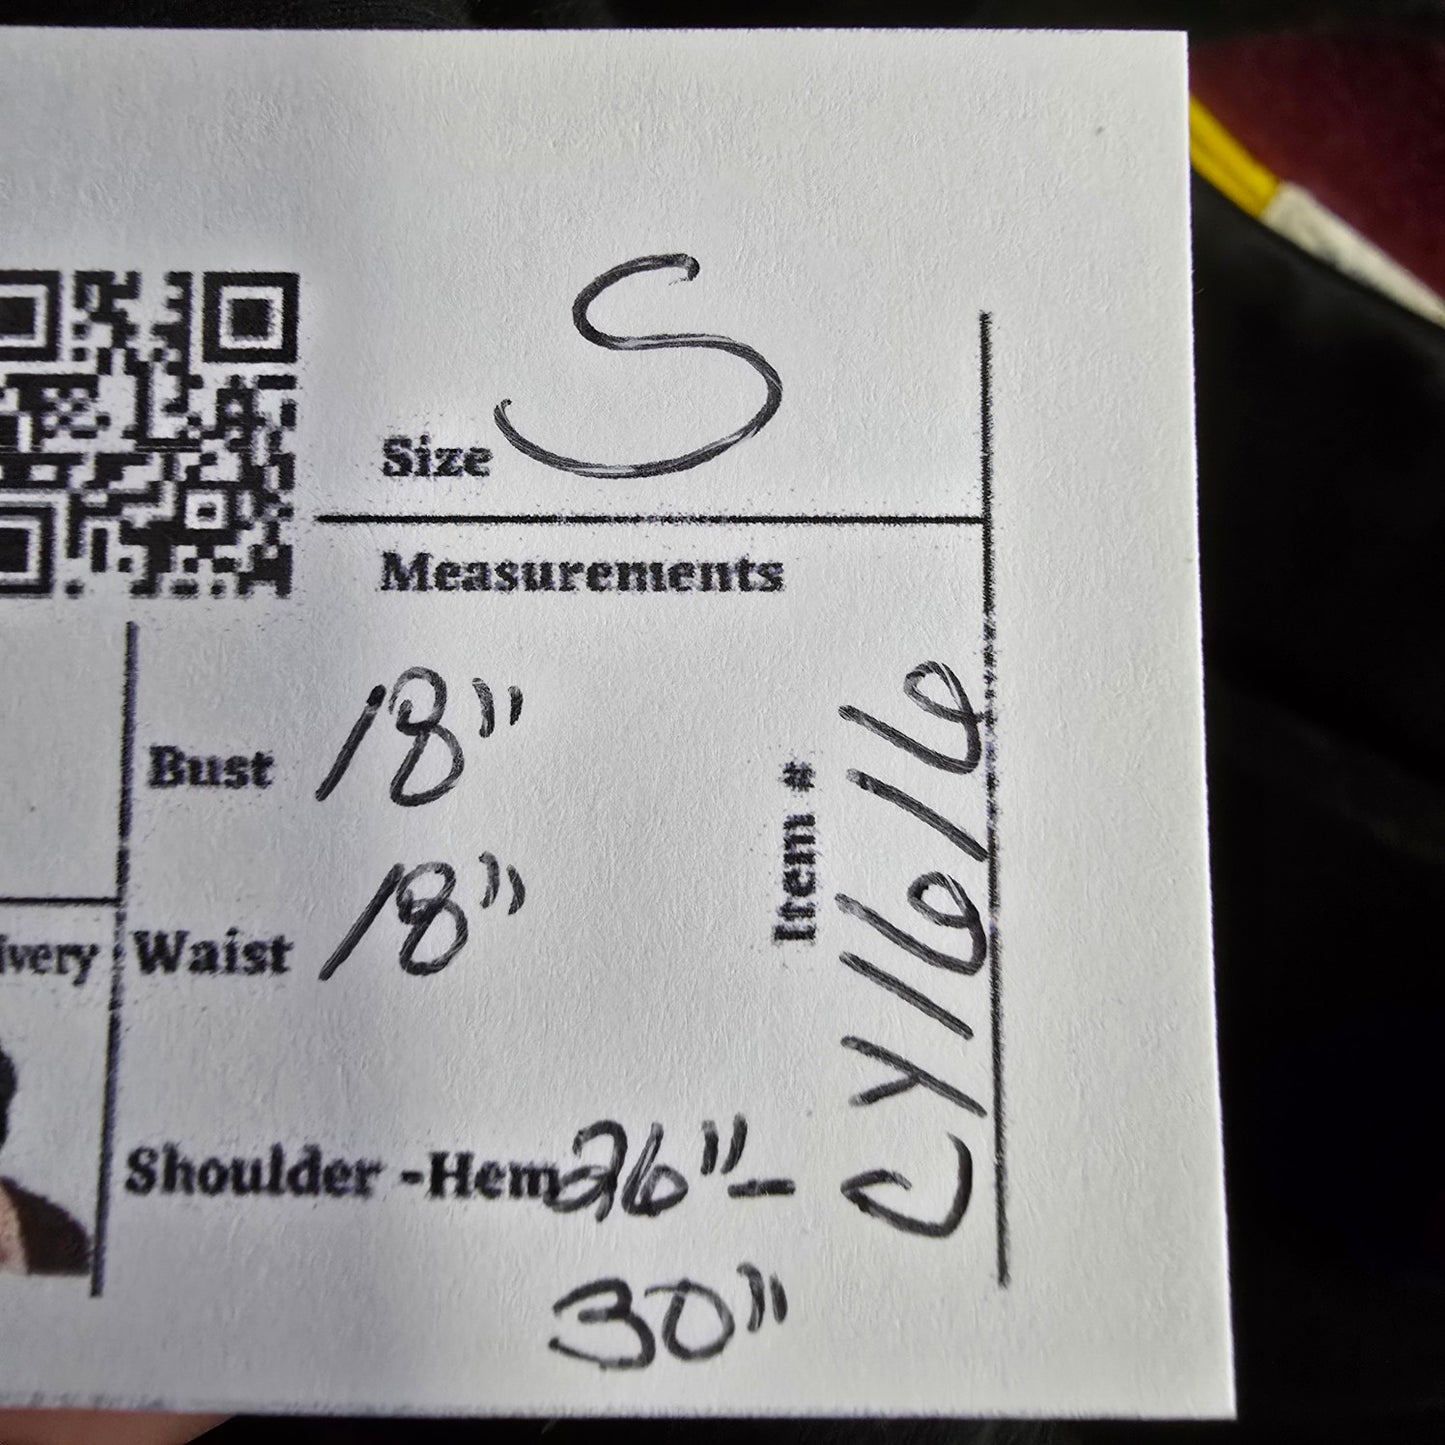 Size S
Measurements
Bust 18"
Waist 18"
Shoulder -Hem 26" -
30"
Item #
CY1616
ivery